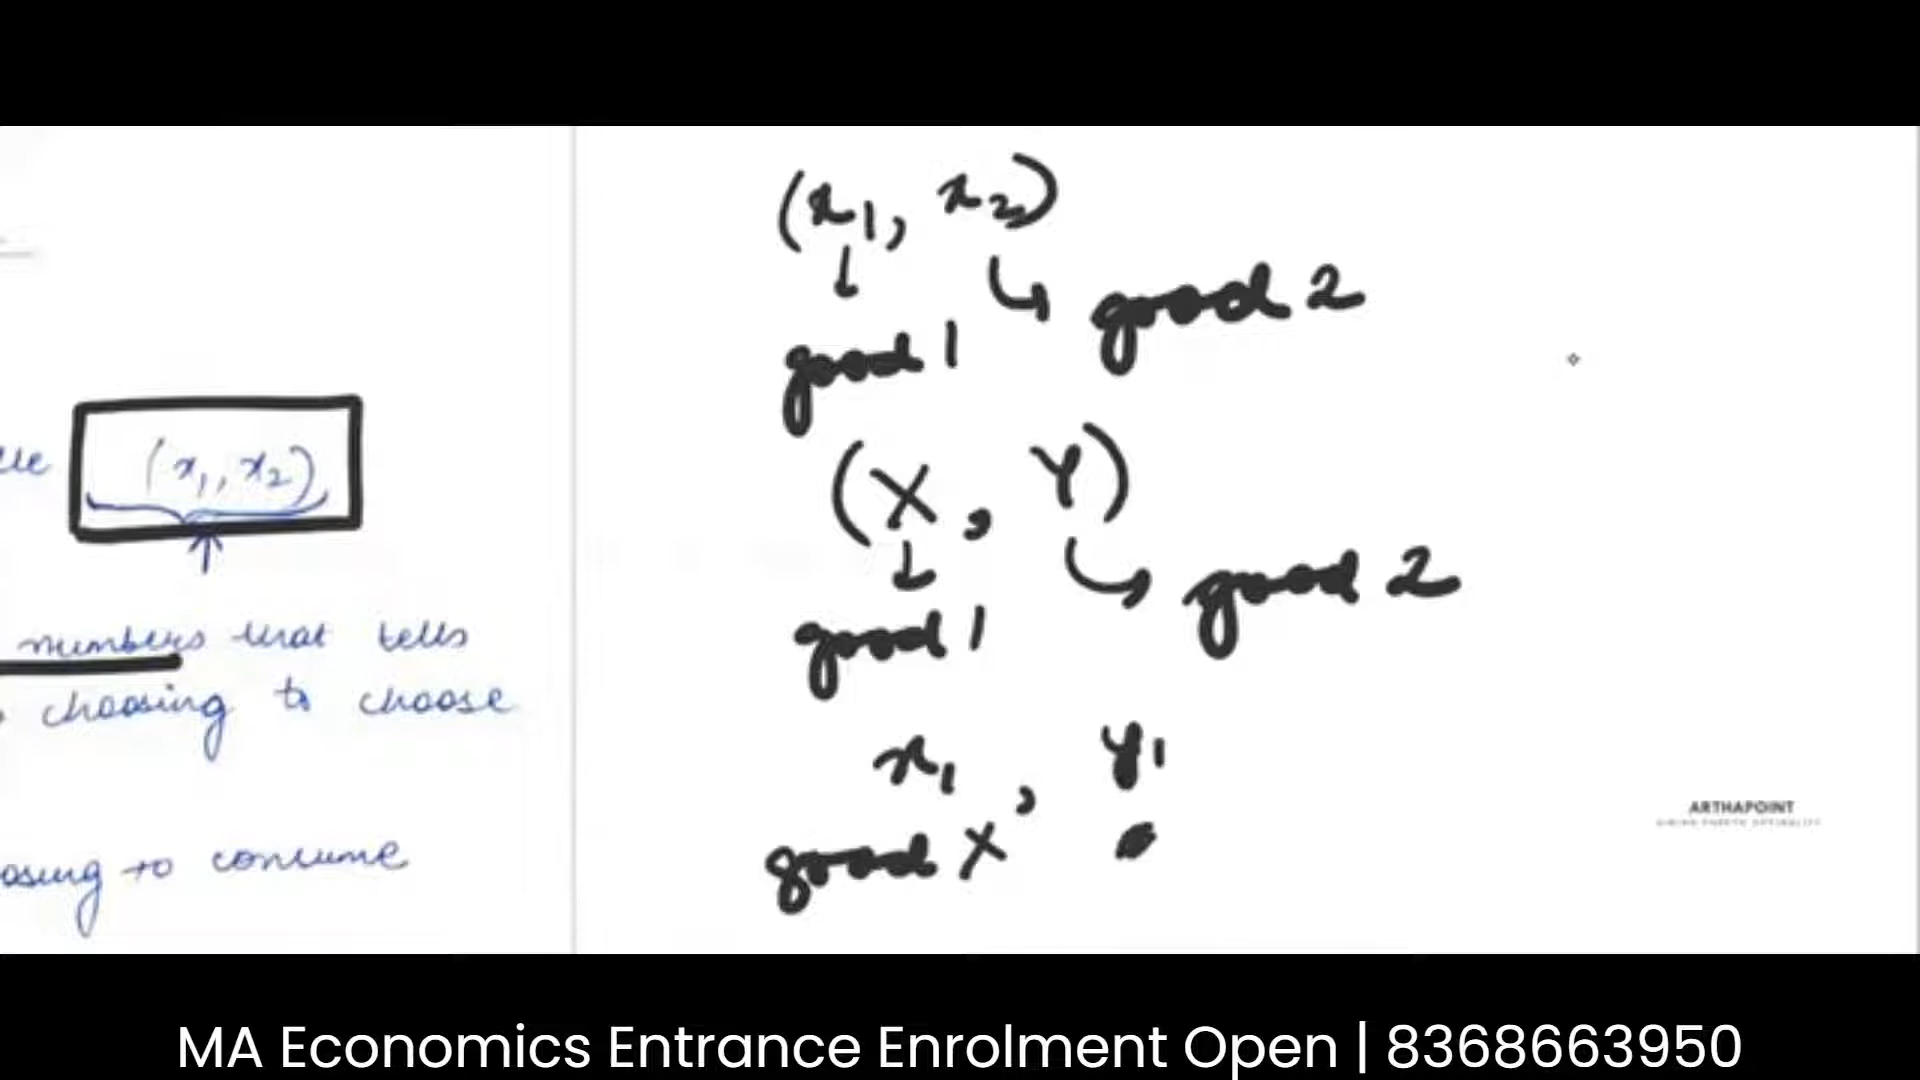 (x1, x2)
numbers that tells
choosing to choose
to consume
(x1, x2)
↓ ↳ good 2
good 1
(X, Y)
↓ ↳ good 2
good 1
x1, y1
good X
ARTHAPOINT
MA Economics Entrance Enrolment Open | 8368663950